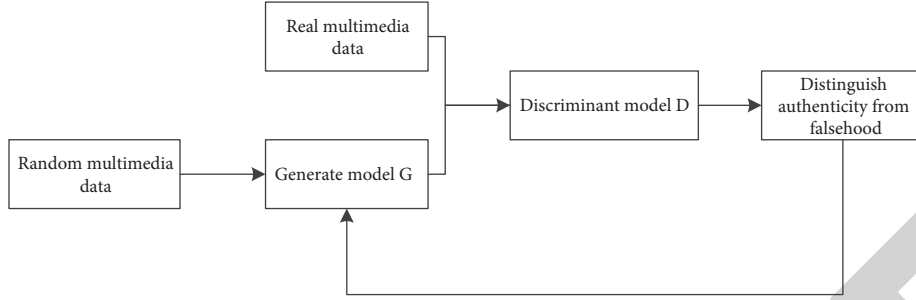 Real multimedia
data
Discriminant model D
Distinguish
authenticity from
falsehood
Random multimedia
data
Generate model G